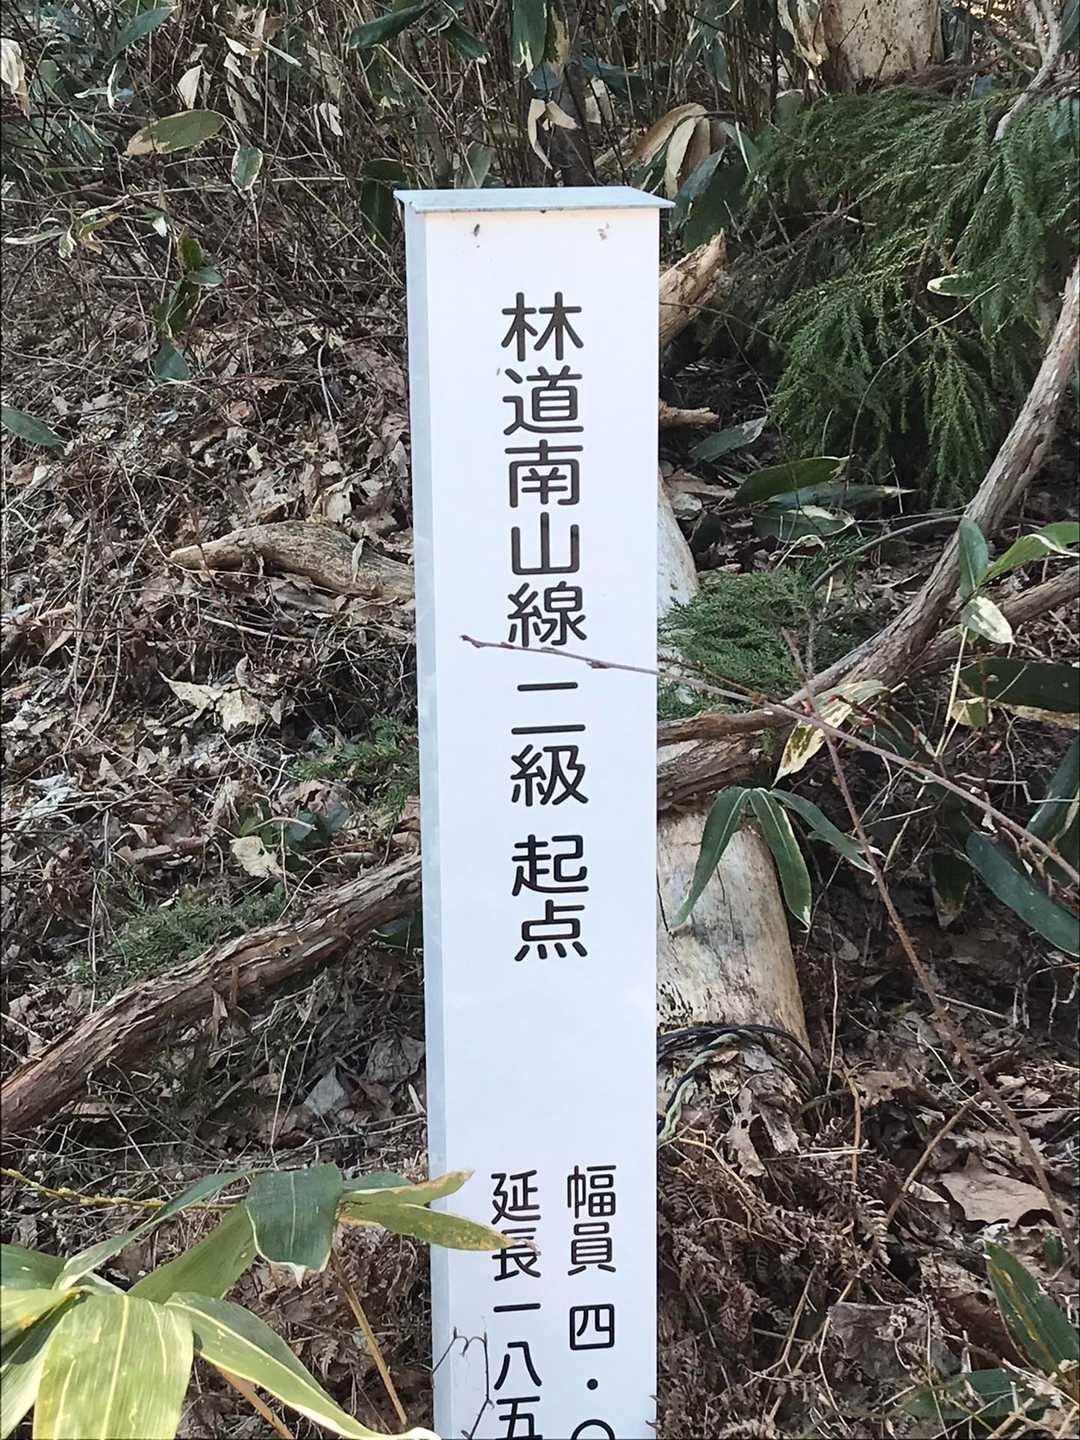 林道南山線 二級 起点
幅員 四・〇
延長一八五